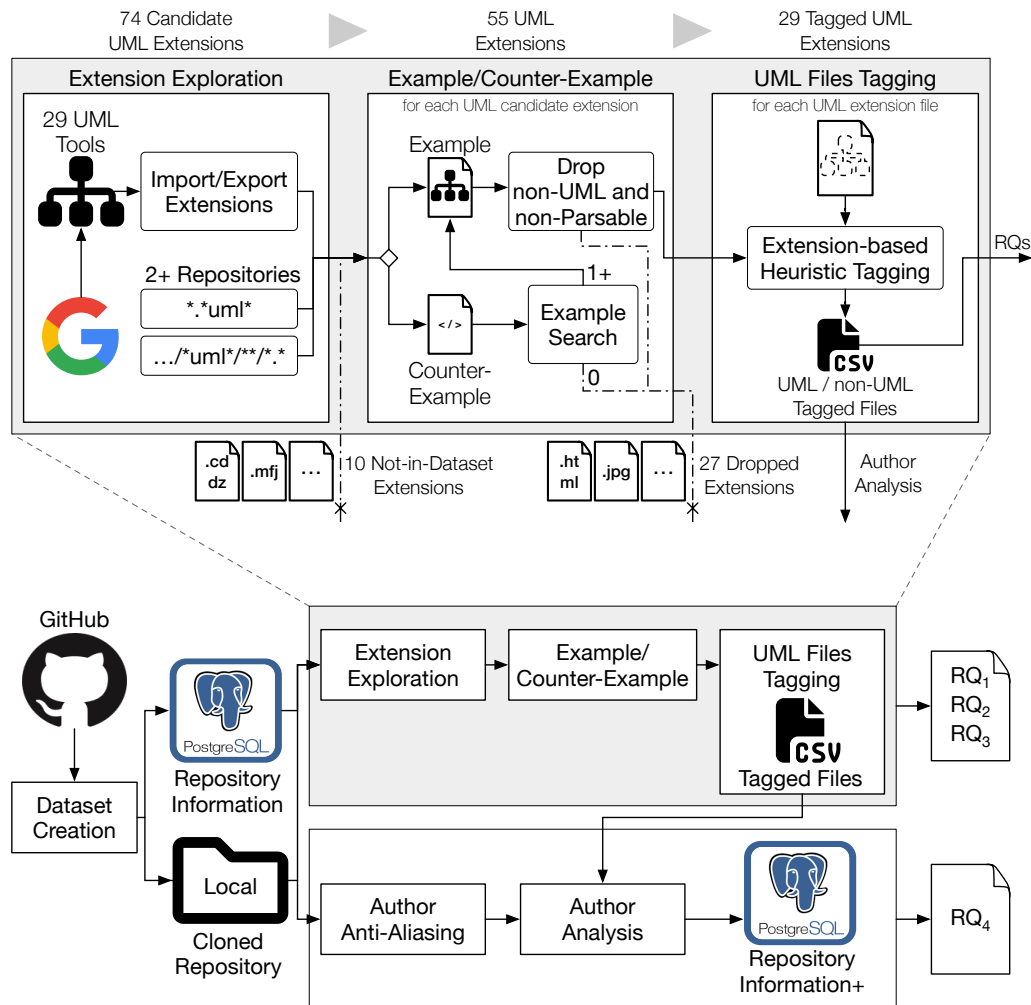 74 Candidate
UML Extensions
55 UML
Extensions
29 Tagged UML
Extensions
Extension Exploration
Example/Counter-Example
UML Files Tagging
for each UML candidate extension
for each UML extension file
29 UML
Tools
Import/Export
Extensions
2+ Repositories
*.*uml*
.../*uml*/**/*.*
Example
Drop
non-UML and
non-Parsable
1+
</>
Example
Search
0
Counter-
Example
Extension-based
Heuristic Tagging
CSV
UML / non-UML
Tagged Files
RQs
.cd
dz
.mfj
...
10 Not-in-Dataset
Extensions
.ht
ml
.jpg
...
27 Dropped
Extensions
Author
Analysis
GitHub
Dataset
Creation
PostgreSQL
Repository
Information
Local
Cloned
Repository
Extension
Exploration
Example/
Counter-Example
UML Files
Tagging
CSV
Tagged Files
RQ1
RQ2
RQ3
Author
Anti-Aliasing
Author
Analysis
PostgreSQL
Repository
Information+
RQ4